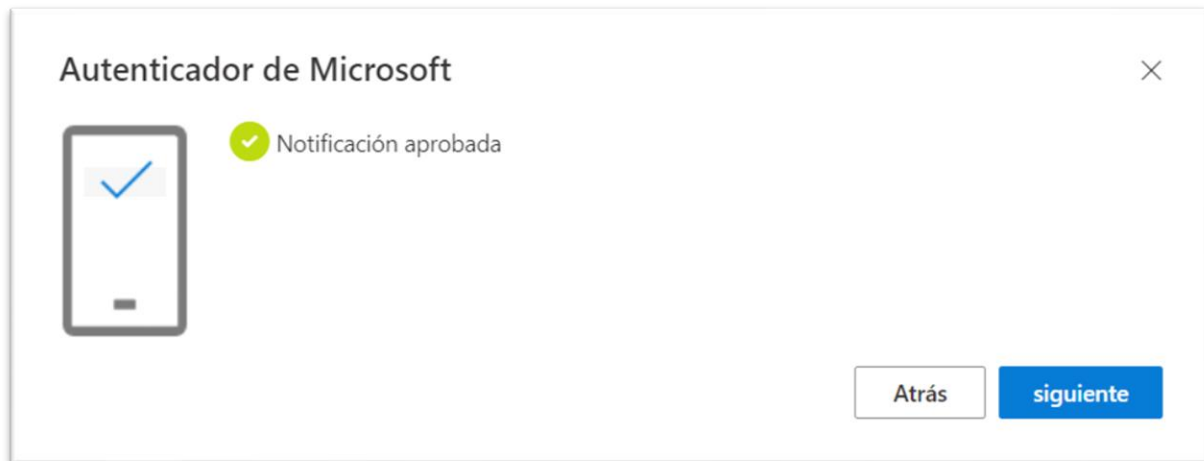 Autenticador de Microsoft
Notificación aprobada
Atrás
siguiente